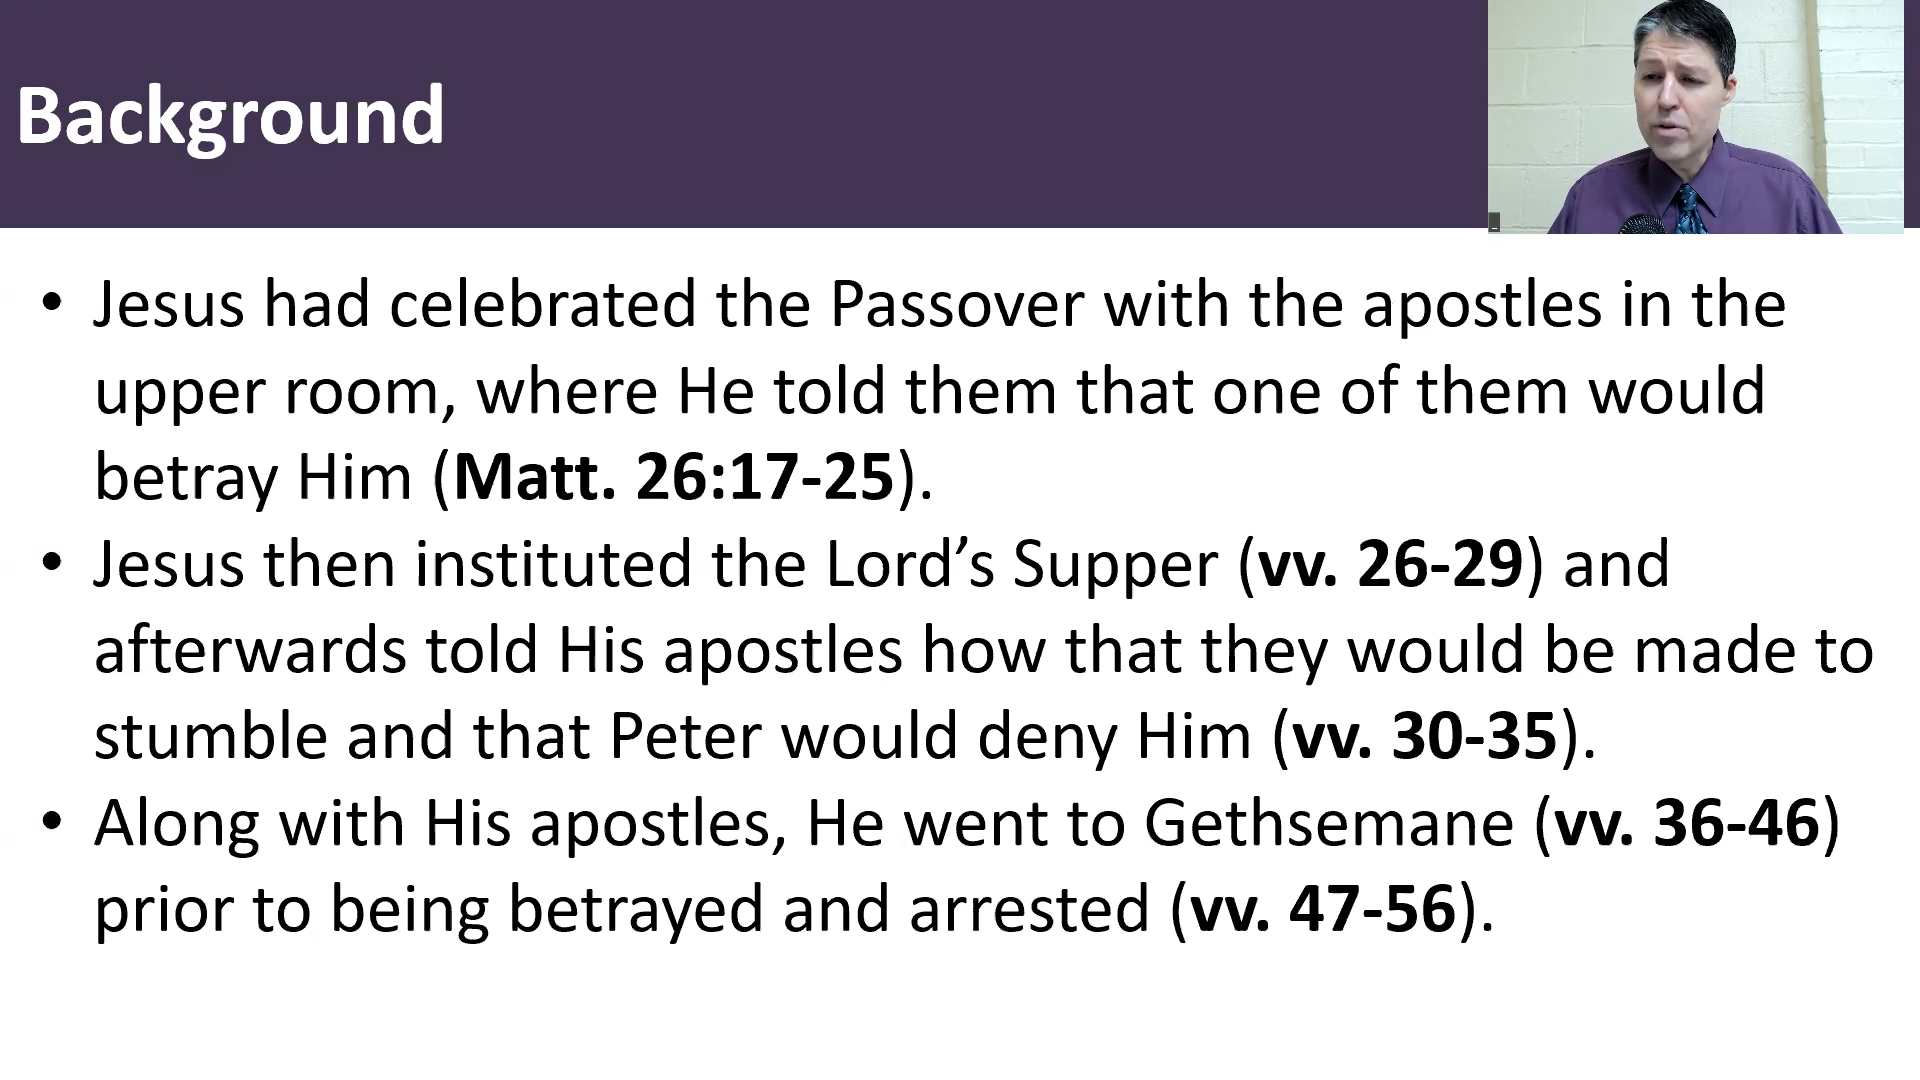 Background
• Jesus had celebrated the Passover with the apostles in the
upper room, where He told them that one of them would
betray Him (Matt. 26:17-25).
• Jesus then instituted the Lord’s Supper (vv. 26-29) and
afterwards told His apostles how that they would be made to
stumble and that Peter would deny Him (vv. 30-35).
• Along with His apostles, He went to Gethsemane (vv. 36-46)
prior to being betrayed and arrested (vv. 47-56).